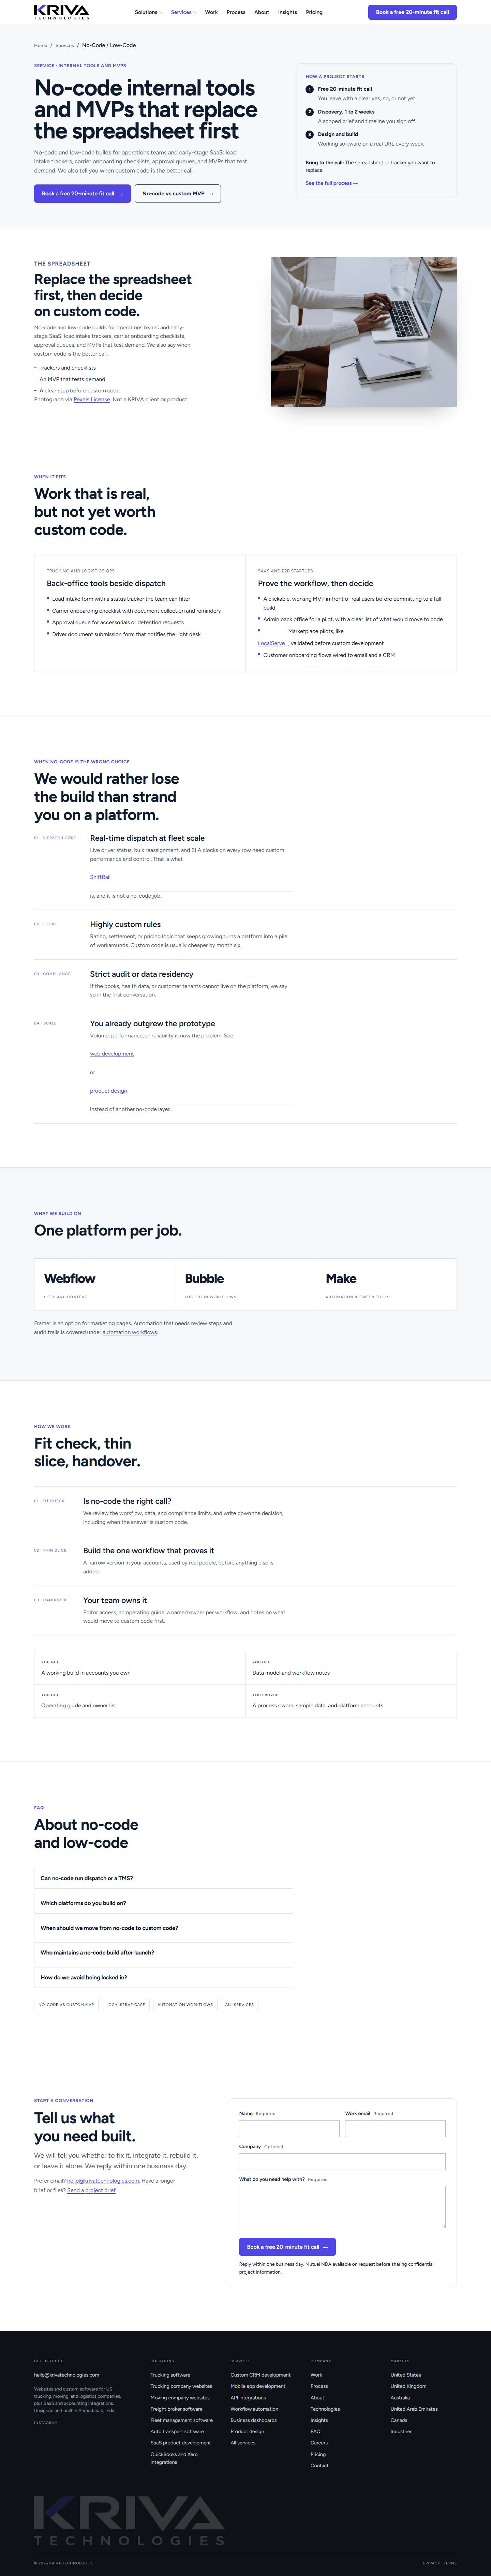 KRIVA
TECHNOLOGIES
Solutions
Services
Work
Process
About
Insights
Pricing
Book a free 20-minute fit call →
Home / Services / No-Code / Low-Code
SERVICE · INTERNAL TOOLS AND MVPS
No-code internal tools
and MVPs that replace
the spreadsheet first
No-code and low-code builds for operations teams and early-stage SaaS: load
intake trackers, carrier onboarding checklists, approval queues, and MVPs that test
demand. We also tell you when custom code is the better call.
Book a free 20-minute fit call →
No-code vs custom MVP →
HOW A PROJECT STARTS
1 Free 20-minute fit call
You leave with a clear yes, no, or not yet.
2 Discovery, 1 to 2 weeks
A scoped brief and timeline you sign off.
3 Design and build
Working software on a real URL every week.
Bring to the call: The spreadsheet or tracker you want to
replace.
See the full process →
THE SPREADSHEET
Replace the spreadsheet
first, then decide
on custom code.
No-code and low-code builds for operations teams and early-
stage SaaS: load intake trackers, carrier onboarding checklists,
approval queues, and MVPs that test demand. We also say when
custom code is the better call.
– Trackers and checklists
– An MVP that tests demand
– A clear stop before custom code
Photograph via Pexels License. Not a KRIVA client or product.
WHEN IT FITS
Work that is real,
but not yet worth
custom code.
TRUCKING AND LOGISTICS OPS
Back-office tools beside dispatch
Load intake form with a status tracker the team can filter
Carrier onboarding checklist with document collection and reminders
Approval queue for accessorials or detention requests
Driver document submission form that notifies the right desk
SAAS AND B2B STARTUPS
Prove the workflow, then decide
A clickable, working MVP in front of real users before committing to a full
build
Admin back office for a pilot, with a clear list of what would move to code
Marketplace pilots, like
LocalServe , validated before custom development
Customer onboarding flows wired to email and a CRM
WHEN NO-CODE IS THE WRONG CHOICE
We would rather lose
the build than strand
you on a platform.
01 · DISPATCH CORE
Real-time dispatch at fleet scale
Live driver status, bulk reassignment, and SLA clocks on every row need custom
performance and control. That is what
ShiftRail
is, and it is not a no-code job.
02 · LOGIC
Highly custom rules
Rating, settlement, or pricing logic that keeps growing turns a platform into a pile
of workarounds. Custom code is usually cheaper by month six.
03 · COMPLIANCE
Strict audit or data residency
If the books, health data, or customer tenants cannot live on the platform, we say
so in the first conversation.
04 · SCALE
You already outgrew the prototype
Volume, performance, or reliability is now the problem. See
web development
or
product design
instead of another no-code layer.
WHAT WE BUILD ON
One platform per job.
Webflow
SITES AND CONTENT
Bubble
LOGGED-IN WORKFLOWS
Make
AUTOMATION BETWEEN TOOLS
Framer is an option for marketing pages. Automation that needs review steps and
audit trails is covered under automation workflows.
HOW WE WORK
Fit check, thin
slice, handover.
01 · FIT CHECK
Is no-code the right call?
We review the workflow, data, and compliance limits, and write down the decision,
including when the answer is custom code.
02 · THIN SLICE
Build the one workflow that proves it
A narrow version in your accounts, used by real people, before anything else is
added.
03 · HANDOVER
Your team owns it
Editor access, an operating guide, a named owner per workflow, and notes on what
would move to custom code first.
YOU GET
A working build in accounts you own
YOU GET
Data model and workflow notes
YOU GET
Operating guide and owner list
YOU PROVIDE
A process owner, sample data, and platform accounts
FAQ
About no-code
and low-code
Can no-code run dispatch or a TMS?
Which platforms do you build on?
When should we move from no-code to custom code?
Who maintains a no-code build after launch?
How do we avoid being locked in?
NO-CODE VS CUSTOM MVP
LOCALSERVE CASE
AUTOMATION WORKFLOWS
ALL SERVICES
START A CONVERSATION
Tell us what
you need built.
We will tell you whether to fix it, integrate it, rebuild it,
or leave it alone. We reply within one business day.
Prefer email? hello@krivatechnologies.com. Have a longer
brief or files? Send a project brief.
Name Required
Work email Required
Company Optional
What do you need help with? Required
Book a free 20-minute fit call →
Reply within one business day. Mutual NDA available on request before sharing confidential
project information.
GET IN TOUCH
hello@krivatechnologies.com
Websites and custom software for US
trucking, moving, and logistics companies,
plus SaaS and accounting integrations.
Designed and built in Ahmedabad, India.
INSTAGRAM
SOLUTIONS
Trucking software
Trucking company websites
Moving company websites
Freight broker software
Fleet management software
Auto transport software
SaaS product development
QuickBooks and Xero
integrations
SERVICES
Custom CRM development
Mobile app development
API integrations
Workflow automation
Business dashboards
Product design
All services
COMPANY
Work
Process
About
Technologies
Insights
FAQ
Careers
Pricing
Contact
MARKETS
United States
United Kingdom
Australia
United Arab Emirates
Canada
Industries
KRIVA
TECHNOLOGIES
© 2026 KRIVA TECHNOLOGIES
PRIVACY · TERMS